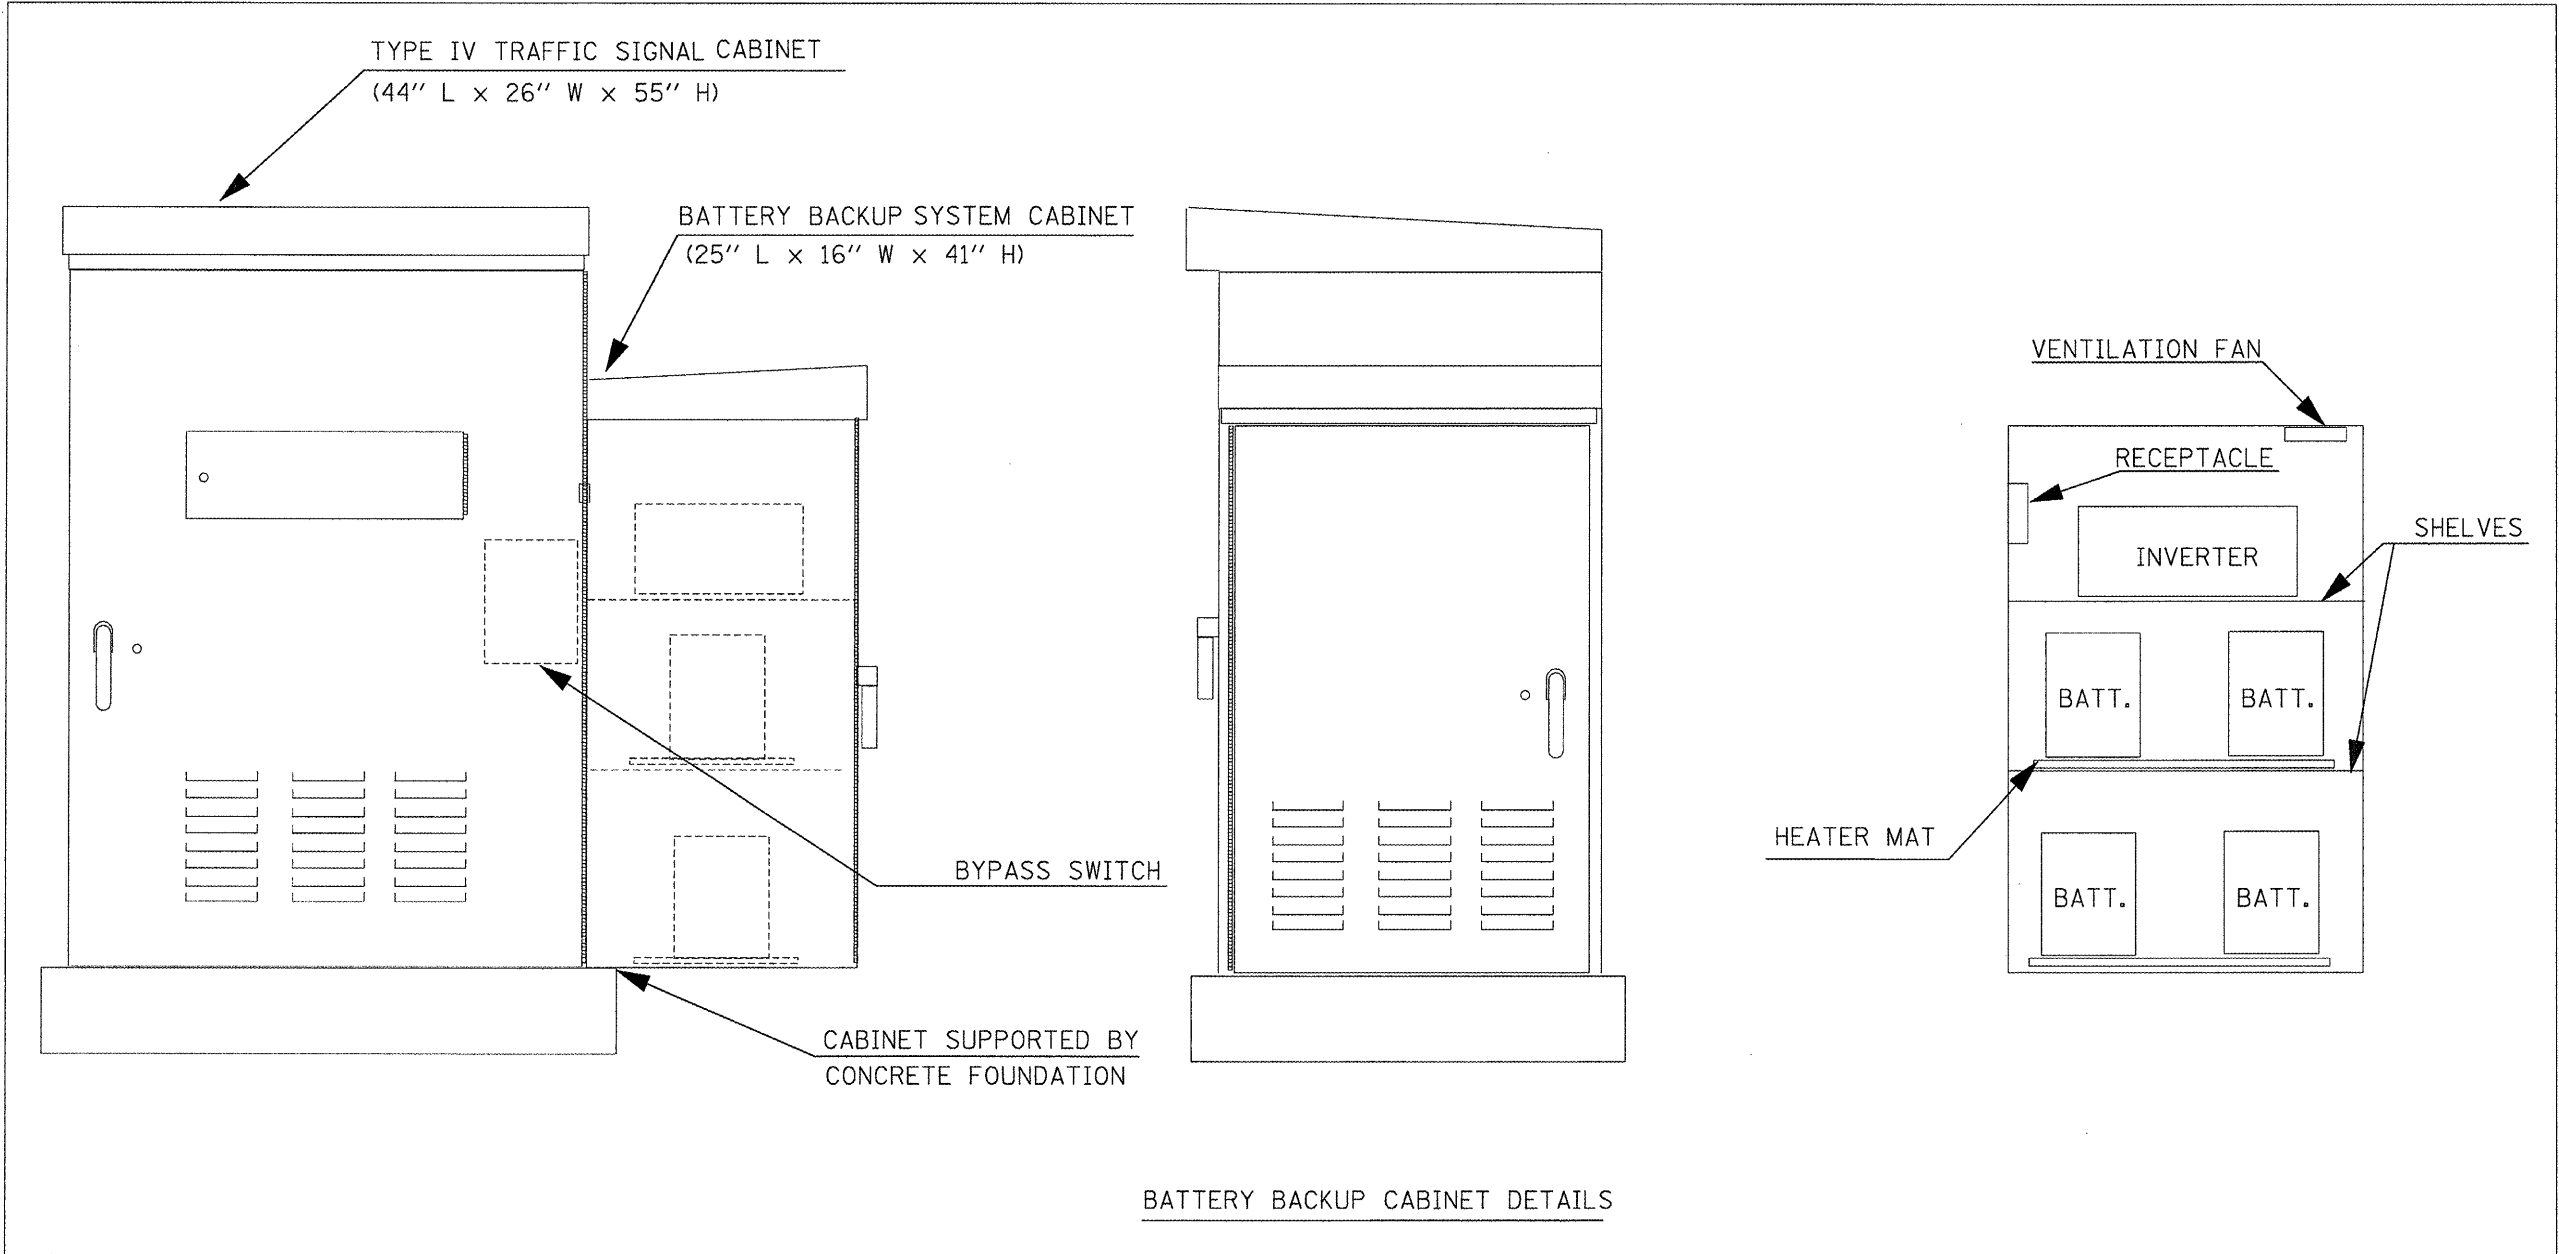 TYPE IV TRAFFIC SIGNAL CABINET
(44" L x 26" W x 55" H)
BATTERY BACKUP SYSTEM CABINET
(25" L x 16" W x 41" H)
VENTILATION FAN
RECEPTACLE
SHELVES
INVERTER
BATT. BATT.
HEATER MAT
BYPASS SWITCH
BATT. BATT.
CABINET SUPPORTED BY
CONCRETE FOUNDATION
BATTERY BACKUP CABINET DETAILS